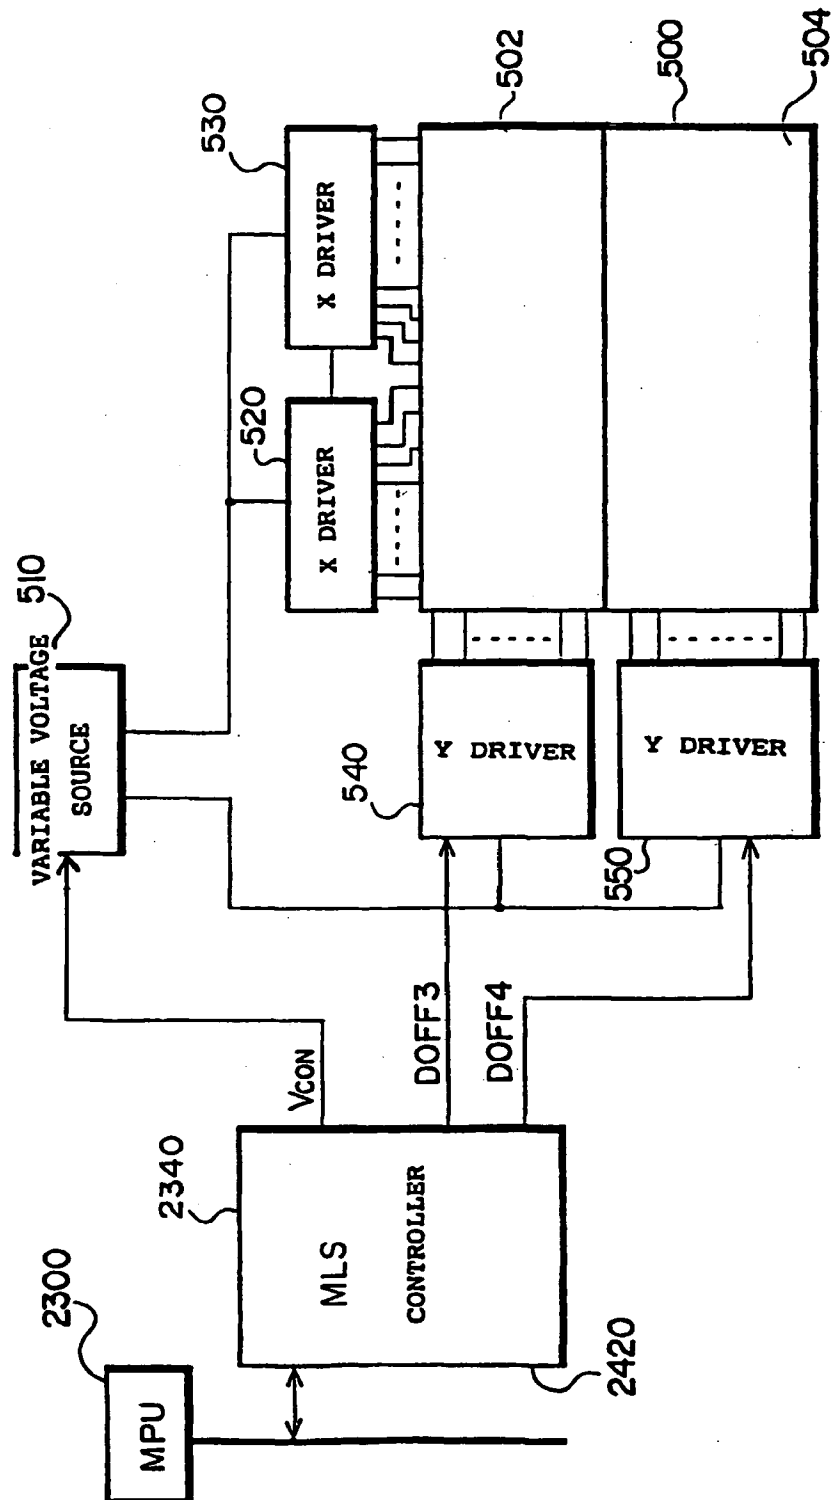 2300
MPU
2340
MLS
CONTROLLER
2420
VCON
DOFF3
DOFF4
VARIABLE VOLTAGE
SOURCE
510
540
Y DRIVER
550
Y DRIVER
520
X DRIVER
530
X DRIVER
502
500
504